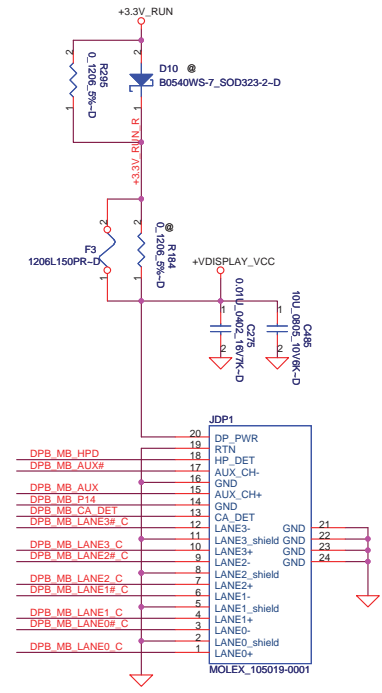 +3.3V_RUN
2
2
R295
0_1206_5%~D
1
D10 @
B0540WS-7_SOD323-2~D
1
+3.3V_RUN_R
2
2
@
R184
0_1206_5%~D
F3
1206L150PR~D
1
1
+VDISPLAY_VCC
1
1
C275
0.01U_0402_16V7K~D
2
C485
10U_0805_10V6K~D
2
JDP1
20 DP_PWR
19 RTN
DPB_MB_HPD 18 HP_DET
DPB_MB_AUX# 17 AUX_CH-
16 GND
DPB_MB_AUX 15 AUX_CH+
DPB_MB_P14 14 GND
DPB_MB_CA_DET 13 CA_DET
DPB_MB_LANE3#_C 12 LANE3- GND 21
11 LANE3_shield GND 22
DPB_MB_LANE3_C 10 LANE3+ GND 23
DPB_MB_LANE2#_C 9 LANE2- GND 24
8 LANE2_shield
DPB_MB_LANE2_C 7 LANE2+
DPB_MB_LANE1#_C 6 LANE1-
5 LANE1_shield
DPB_MB_LANE1_C 4 LANE1+
DPB_MB_LANE0#_C 3 LANE0-
2 LANE0_shield
DPB_MB_LANE0_C 1 LANE0+
MOLEX_105019-0001